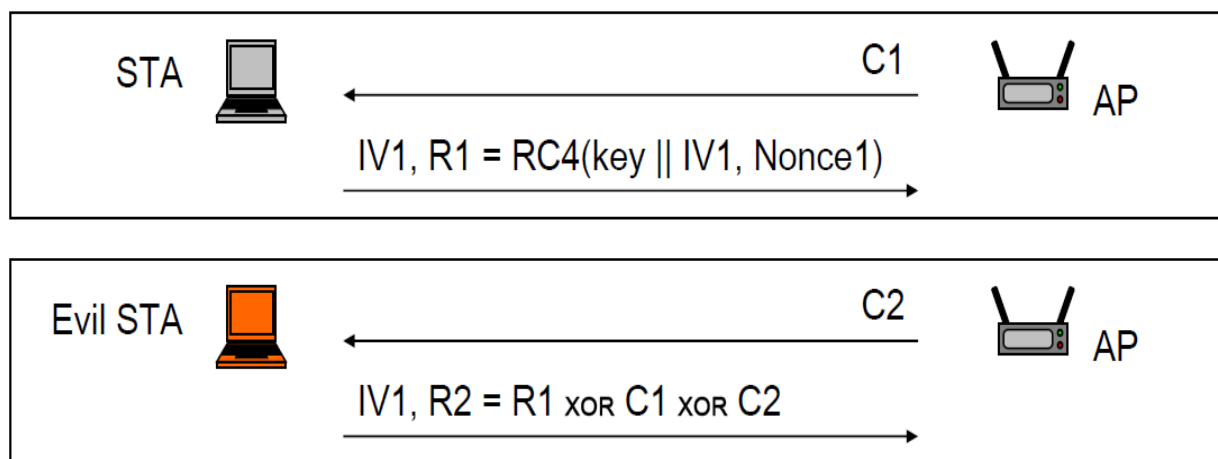 STA
C1
AP
IV1, R1 = RC4(key || IV1, Nonce1)
Evil STA
C2
AP
IV1, R2 = R1 XOR C1 XOR C2